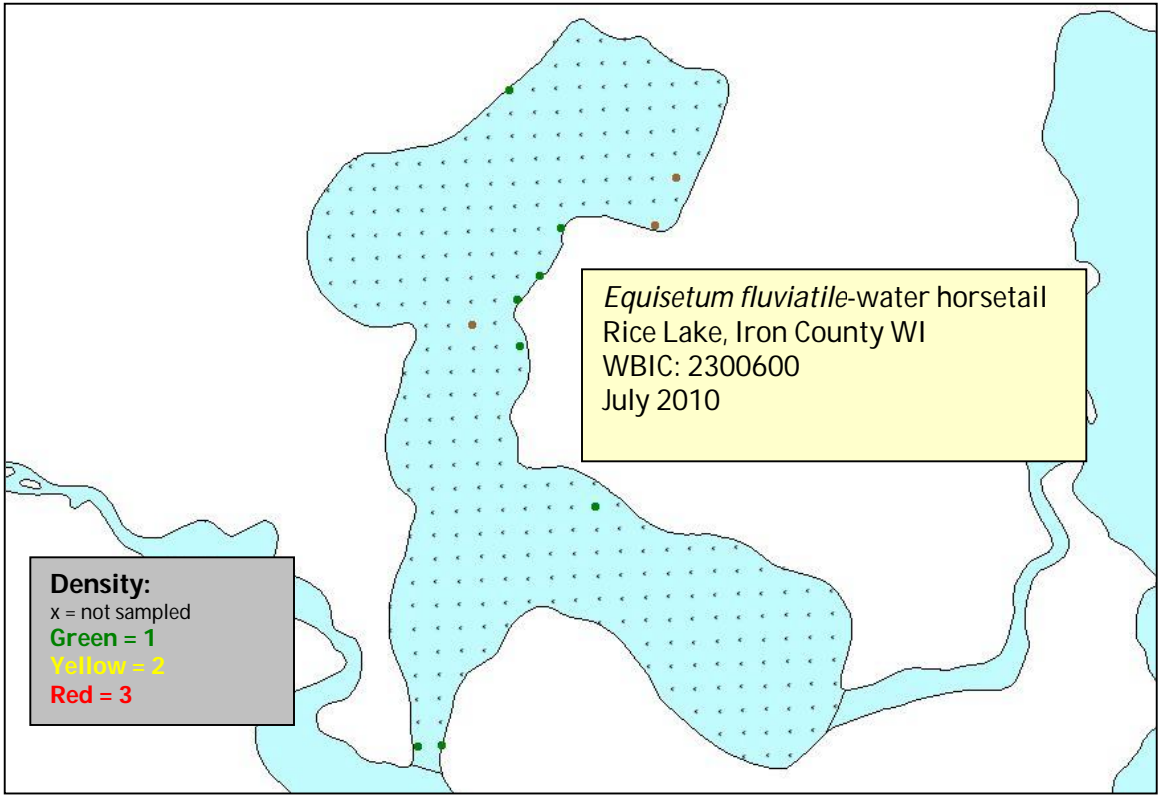 Equisetum fluviatile-water horsetail
Rice Lake, Iron County WI
WBIC: 2300600
July 2010
Density:
x = not sampled
Green = 1
Yellow = 2
Red = 3